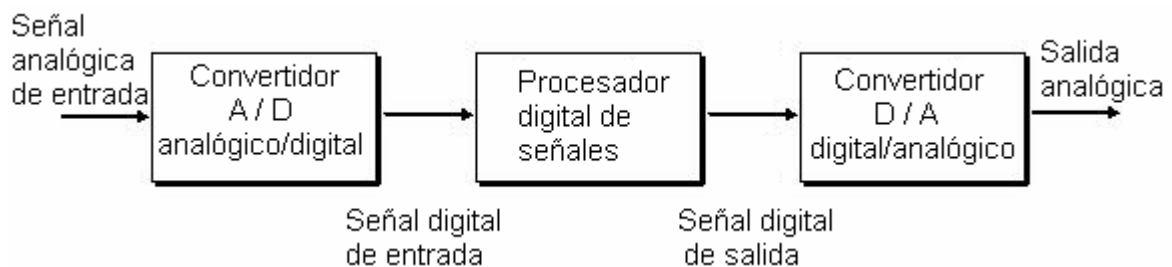 Señal
analógica
de entrada
Convertidor
A / D
analógico/digital
Señal digital
de entrada
Procesador
digital de
señales
Señal digital
de salida
Convertidor
D / A
digital/analógico
Salida
analógica